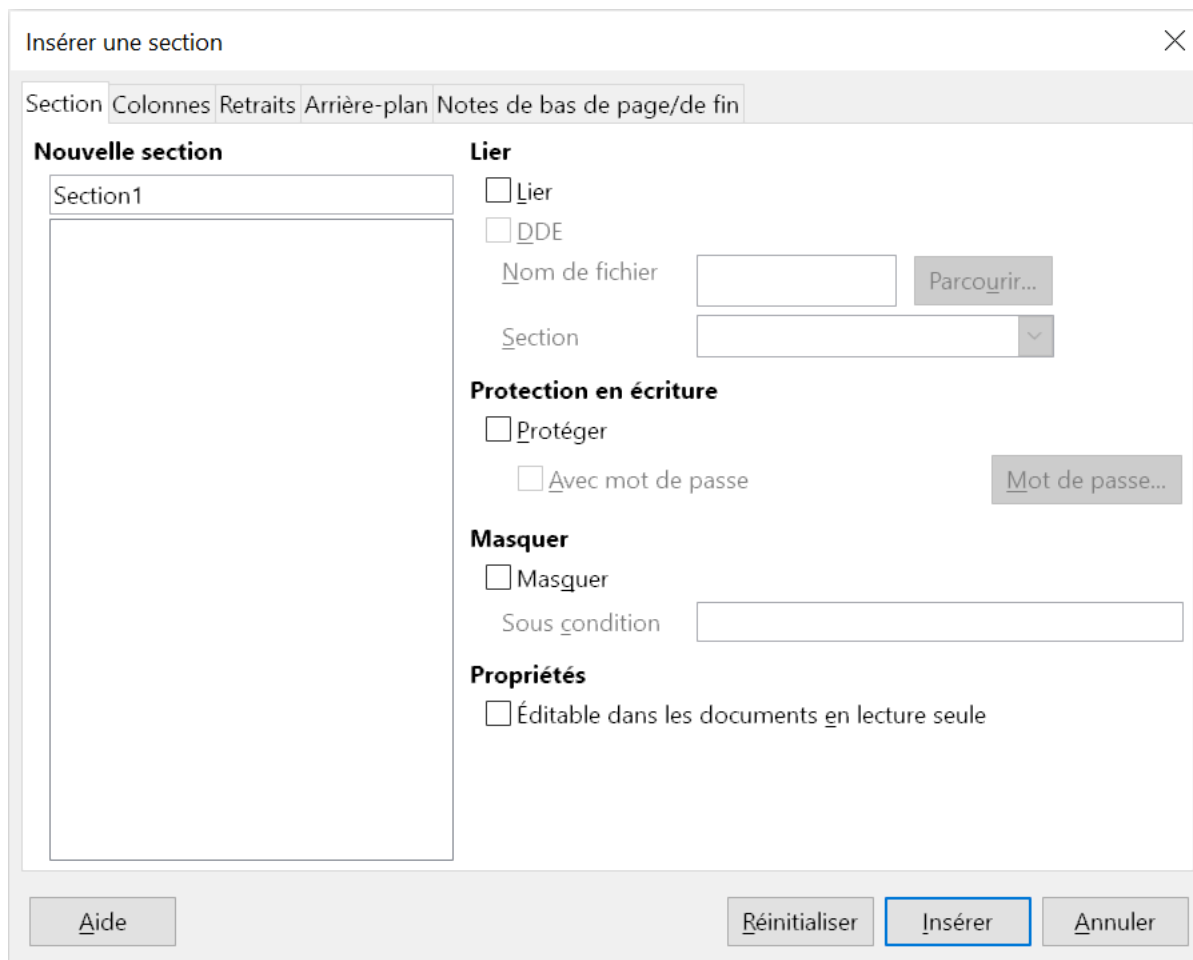 Insérer une section
Section Colonnes Retraits Arrière-plan Notes de bas de page/de fin
Nouvelle section
Section1
Lier
Lier
DDE
Nom de fichier Parcourir...
Section
Protection en écriture
Protéger
Avec mot de passe Mot de passe...
Masquer
Masquer
Sous condition
Propriétés
Éditable dans les documents en lecture seule
Aide Réinitialiser Insérer Annuler